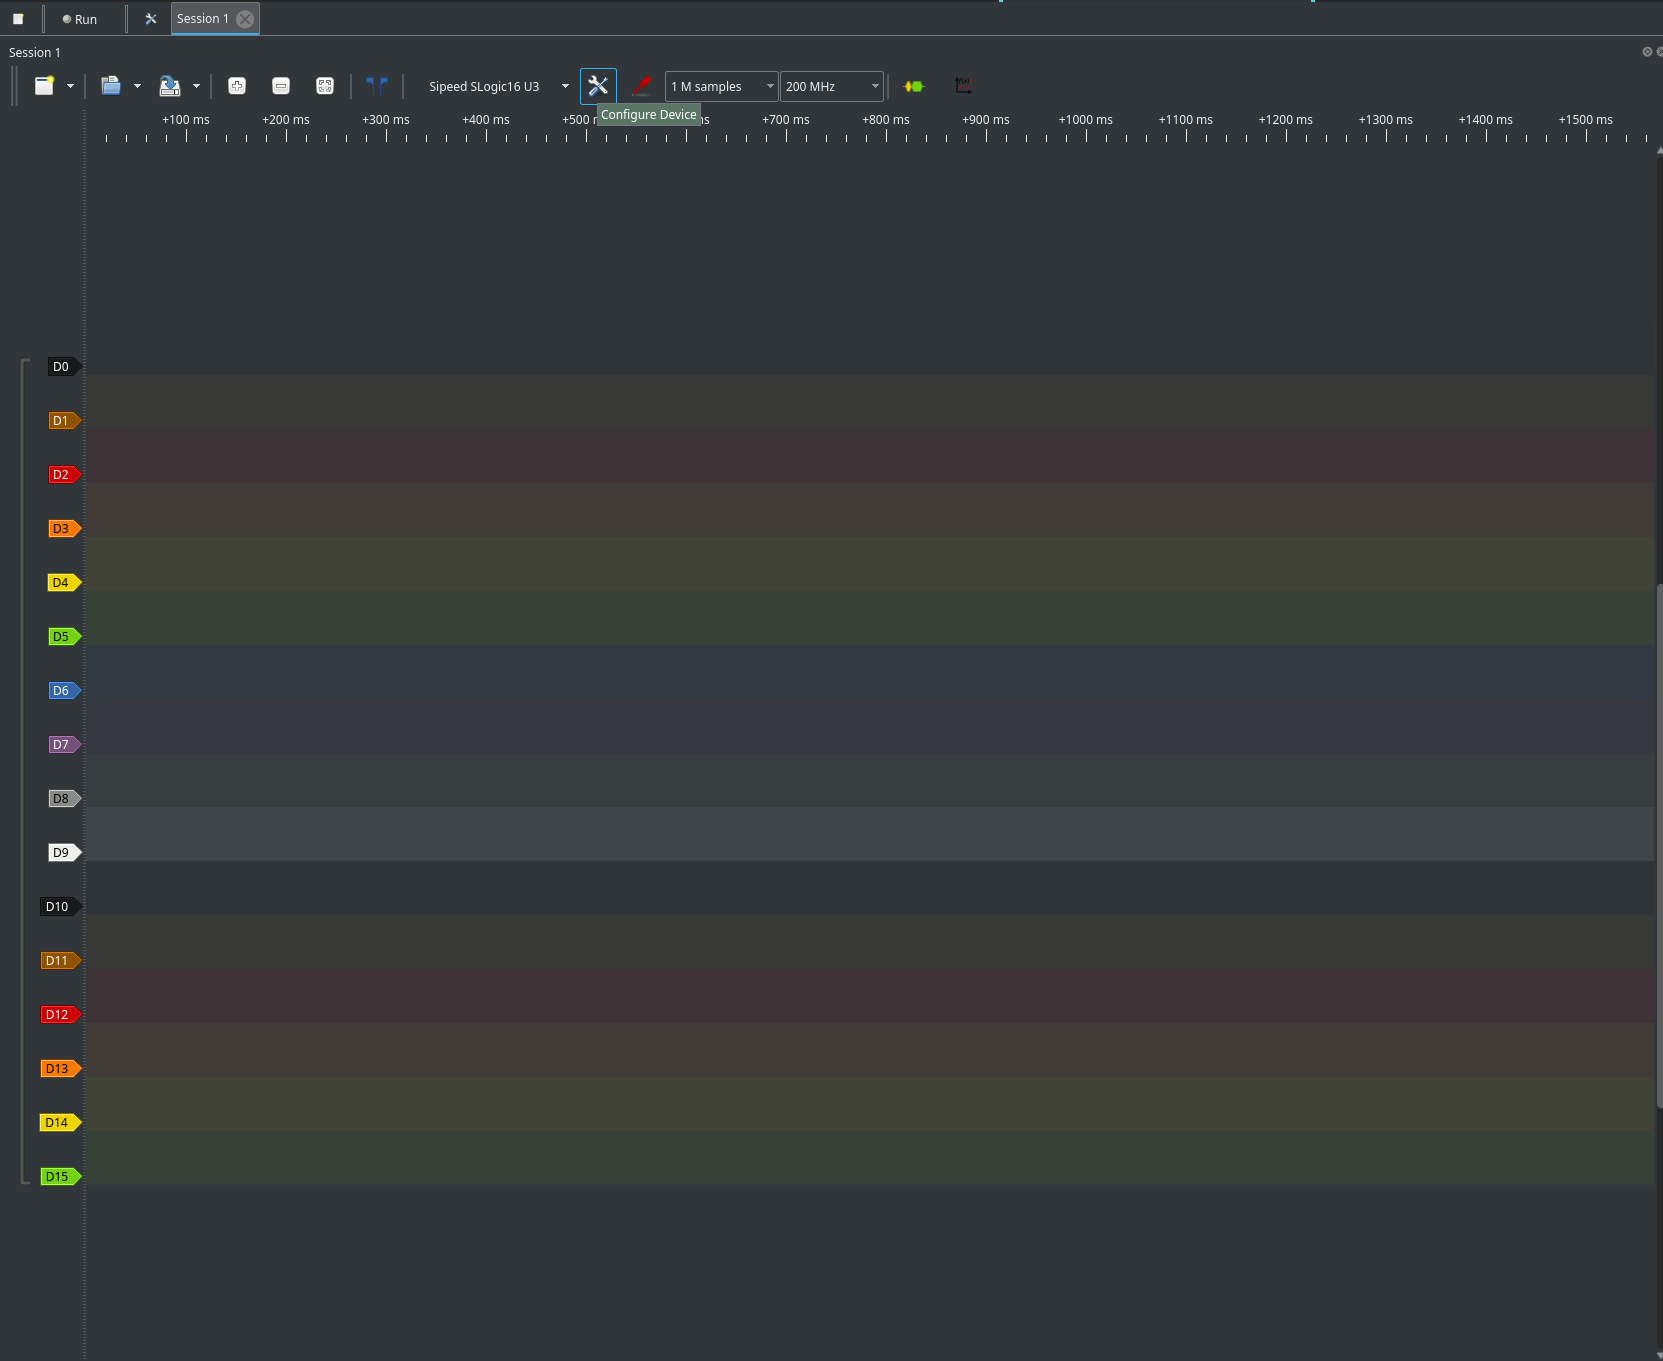 Run
Session 1
Session 1
Sipeed SLogic16 U3
1 M samples
200 MHz
Configure Device
+100 ms +200 ms +300 ms +400 ms +500 +700 ms +800 ms +900 ms +1000 ms +1100 ms +1200 ms +1300 ms +1400 ms +1500 ms
D0
D1
D2
D3
D4
D5
D6
D7
D8
D9
D10
D11
D12
D13
D14
D15